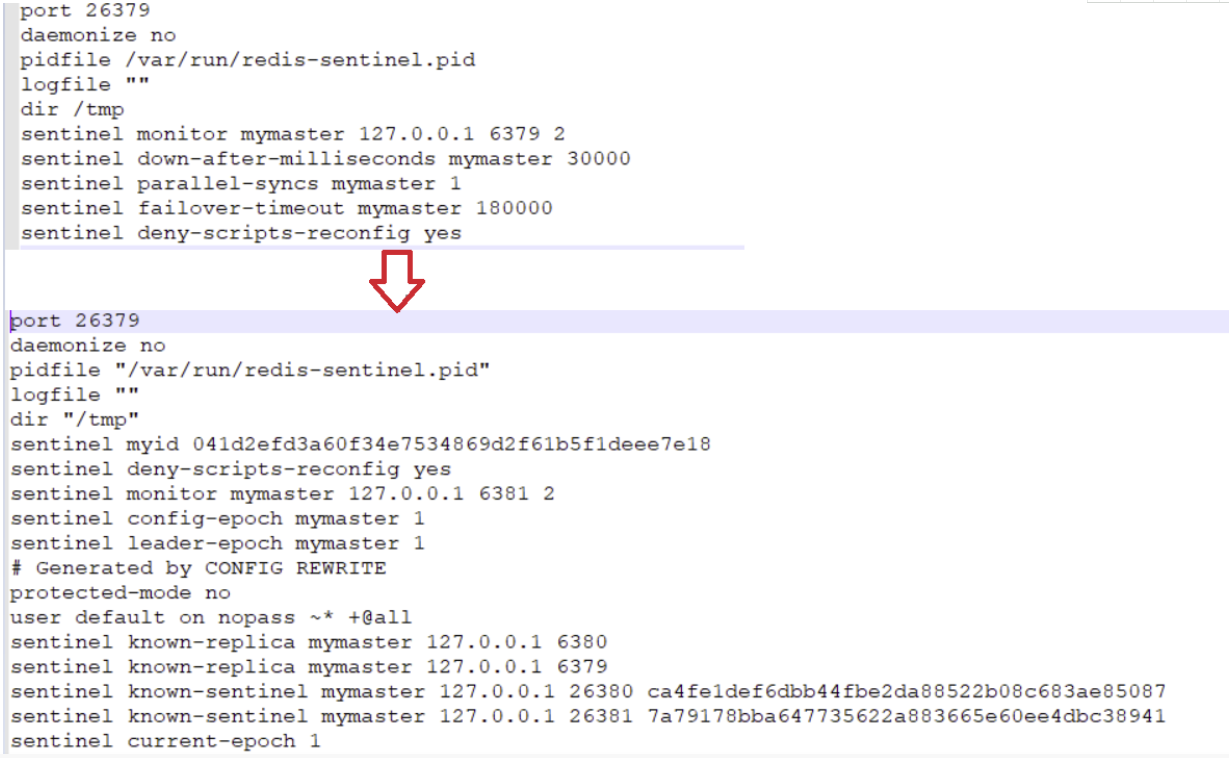 port 26379
daemonize no
pidfile /var/run/redis-sentinel.pid
logfile ""
dir /tmp
sentinel monitor mymaster 127.0.0.1 6379 2
sentinel down-after-milliseconds mymaster 30000
sentinel parallel-syncs mymaster 1
sentinel failover-timeout mymaster 180000
sentinel deny-scripts-reconfig yes
port 26379
daemonize no
pidfile "/var/run/redis-sentinel.pid"
logfile ""
dir "/tmp"
sentinel myid 041d2efd3a60f34e7534869d2f61b5f1deee7e18
sentinel deny-scripts-reconfig yes
sentinel monitor mymaster 127.0.0.1 6381 2
sentinel config-epoch mymaster 1
sentinel leader-epoch mymaster 1
# Generated by CONFIG REWRITE
protected-mode no
user default on nopass ~* +@all
sentinel known-replica mymaster 127.0.0.1 6380
sentinel known-replica mymaster 127.0.0.1 6379
sentinel known-sentinel mymaster 127.0.0.1 26380 ca4fe1def6dbb44fbe2da88522b08c683ae85087
sentinel known-sentinel mymaster 127.0.0.1 26381 7a79178bba647735622a883665e60ee4dbc38941
sentinel current-epoch 1